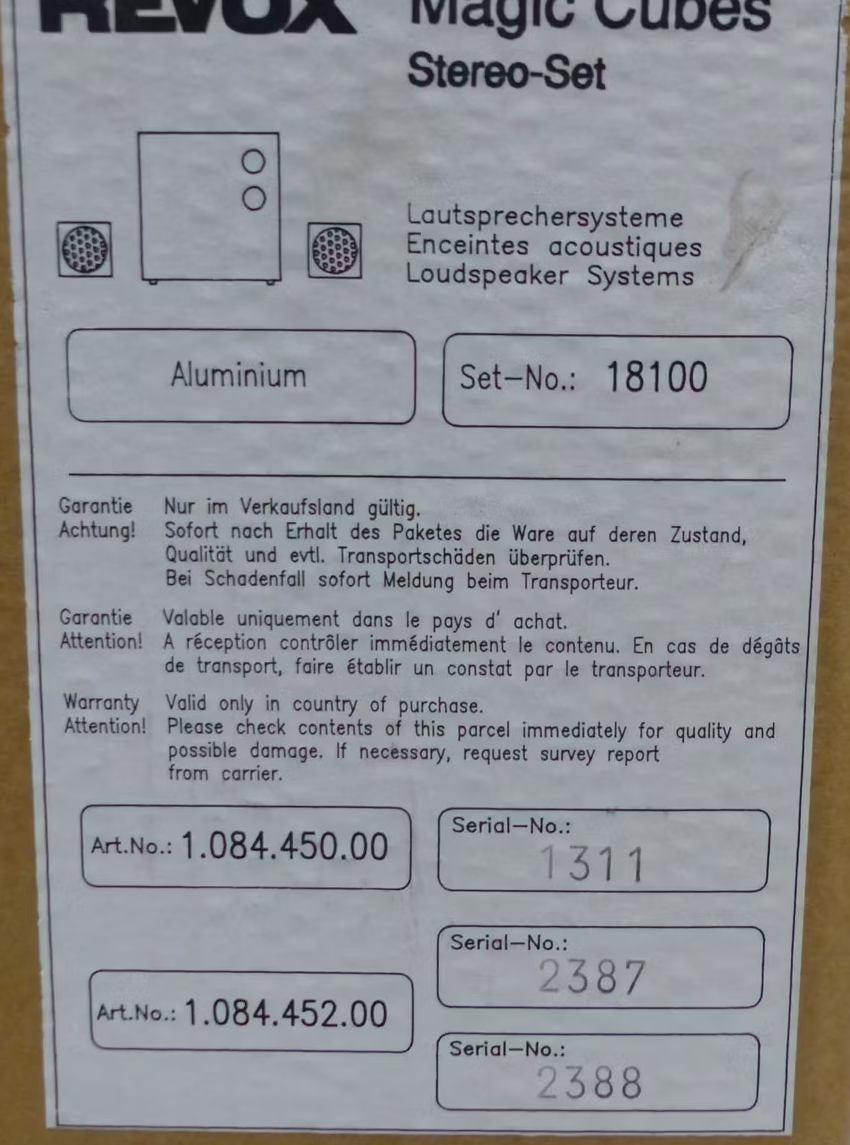 REVOX Magic Cubes
Stereo-Set
Lautsprechersysteme
Enceintes acoustiques
Loudspeaker Systems
Aluminium
Set-No.: 18100
Garantie Nur im Verkaufsland gültig.
Achtung! Sofort nach Erhalt des Paketes die Ware auf deren Zustand,
Qualität und evtl. Transportschäden überprüfen.
Bei Schadenfall sofort Meldung beim Transporteur.
Garantie Valable uniquement dans le pays d' achat.
Attention! A réception contrôler immédiatement le contenu. En cas de dégâts
de transport, faire établir un constat par le transporteur.
Warranty Valid only in country of purchase.
Attention! Please check contents of this parcel immediately for quality and
possible damage. If necessary, request survey report
from carrier.
Art.No.: 1.084.450.00
Serial-No.:
1311
Serial-No.:
2387
Art.No.: 1.084.452.00
Serial-No.:
2388